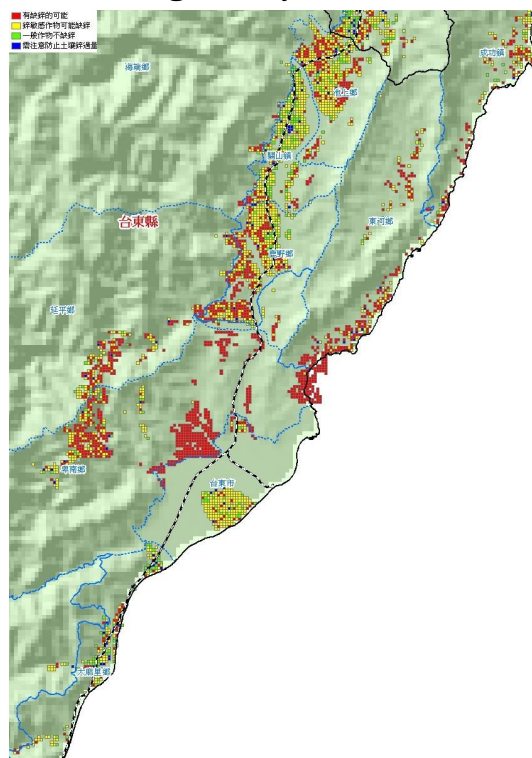 有缺鋅的可能
鋅敏感作物可能缺鋅
一般作物不缺鋅
需注意防止土壤鋅過量
成功鎮
海端鄉
池上鄉
關山鎮
台東縣
東河鄉
鹿野鄉
延平鄉
卑南鄉
台東市
太麻里鄉